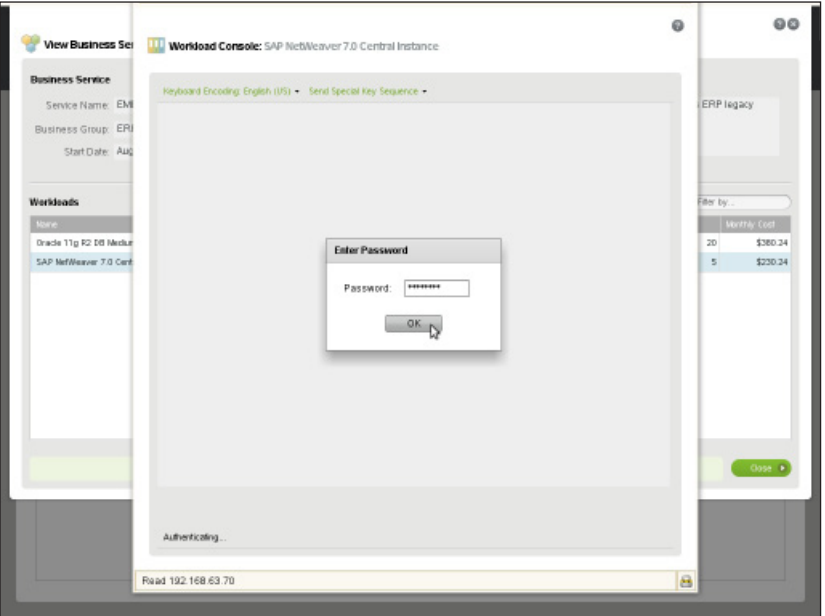 View Business Ser
Workload Console: SAP NetWeaver 7.0 Central Instance
Business Service
Keyboard Encoding: English (US)
Send Special Key Sequence
Service Name: EM
ERP legacy
Business Group: ERI
Start Date: Aug
Workloads
Filter by...
Name
Monthly Cost
Oracle 11g R2 DB Mediur
20
$380.24
SAP NetWeaver 7.0 Cent
5
$230.24
Enter Password
Password: ********
OK
Close
Authenticating...
Read 192.168.63.70